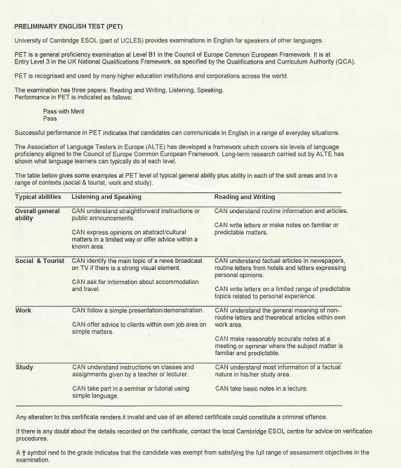 PRELIMINARY ENGLISH TEST (PET)
University of Cambridge ESOL (part of UCLES) provides examinations in English for speakers of other languages.
PET is a general proficiency examination at Level B1 in the Council of Europe Common European Framework. It is at
Entry Level 3 in the UK National Qualifications Framework, as specified by the Qualifications and Curriculum Authority (QCA).
PET is recognised and used by many higher education institutions and corporations across the world.
The examination has three papers: Reading and Writing, Listening, Speaking.
Performance in PET is indicated as follows:
Pass with Merit
Pass
Successful performance in PET indicates that candidates can communicate in English in a range of everyday situations.
The Association of Language Testers in Europe (ALTE) has developed a framework which covers six levels of language
proficiency aligned to the Council of Europe Common European Framework. Long-term research carried out by ALTE has
shown what language learners can typically do at each level.
The table below gives some examples at PET level of typical general ability plus ability in each of the skill areas and in a
range of contexts (social & tourist, work and study).
Typical abilities Listening and Speaking Reading and Writing
Overall general ability
CAN understand straightforward instructions or
public announcements.
CAN express opinions on abstract/cultural
matters in a limited way or offer advice within a
known area.
CAN understand routine information and articles.
CAN write letters or make notes on familiar or
predictable matters.
Social & Tourist
CAN identify the main topic of a news broadcast
on TV if there is a strong visual element.
CAN ask for information about accommodation
and travel.
CAN understand factual articles in newspapers,
routine letters from hotels and letters expressing
personal opinions.
CAN write letters on a limited range of predictable
topics related to personal experience.
Work
CAN follow a simple presentation/demonstration.
CAN offer advice to clients within own job area on
simple matters.
CAN understand the general meaning of non-
routine letters and theoretical articles within own
work area.
CAN make reasonably accurate notes at a
meeting or seminar where the subject matter is
familiar and predictable.
Study
CAN understand instructions on classes and
assignments given by a teacher or lecturer.
CAN take part in a seminar or tutorial using
simple language.
CAN understand most information of a factual
nature in his/her study area.
CAN take basic notes in a lecture.
Any alteration to this certificate renders it invalid and use of an altered certificate could constitute a criminal offence.
If there is any doubt about the details recorded on the certificate, contact the local Cambridge ESOL centre for advice on verification
procedures.
A ‡ symbol next to the grade indicates that the candidate was exempt from satisfying the full range of assessment objectives in the
examination.